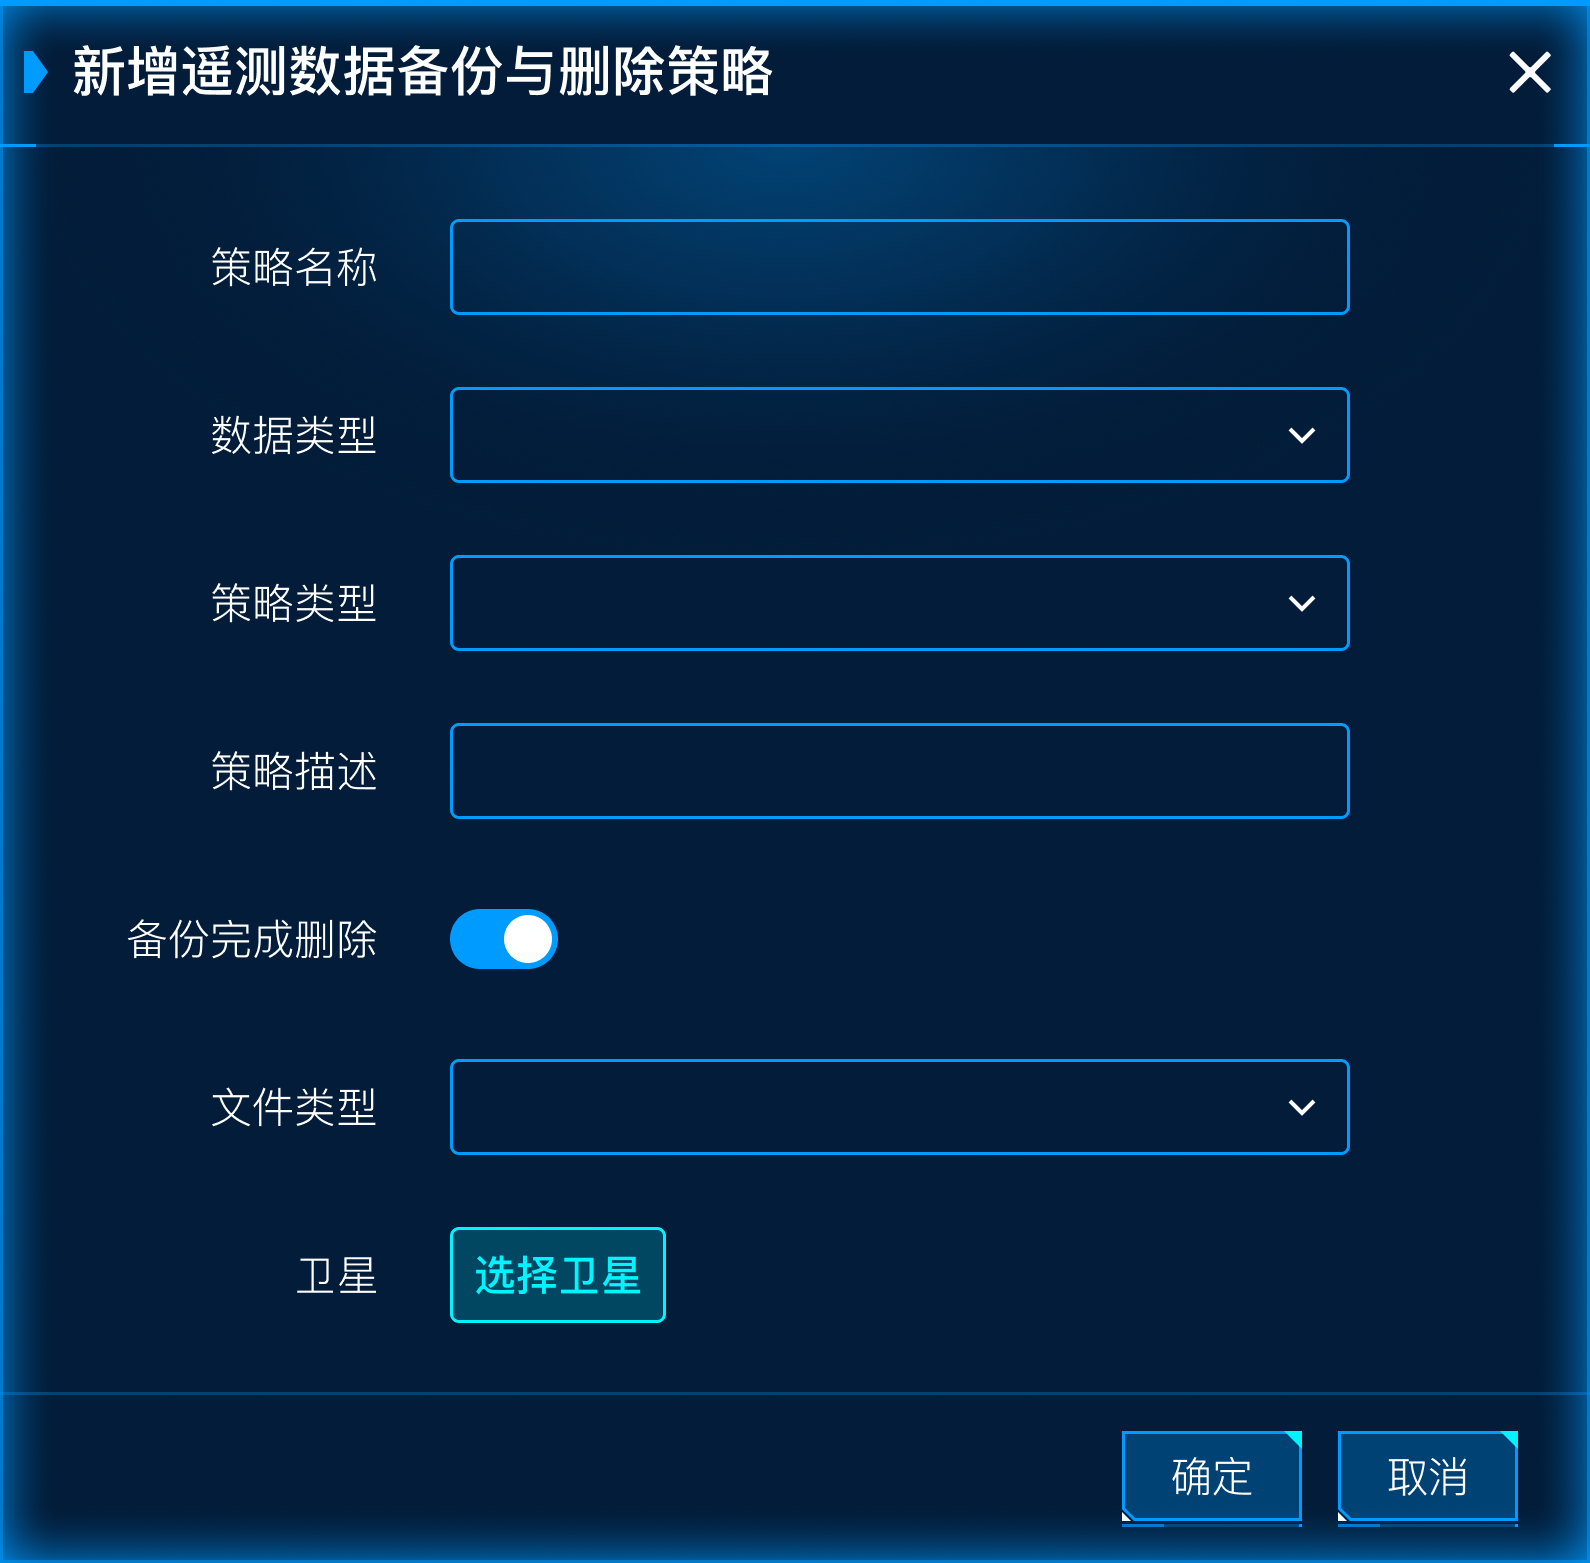 新增遥测数据备份与删除策略
策略名称
数据类型
策略类型
策略描述
备份完成删除
文件类型
卫星
选择卫星
确定
取消